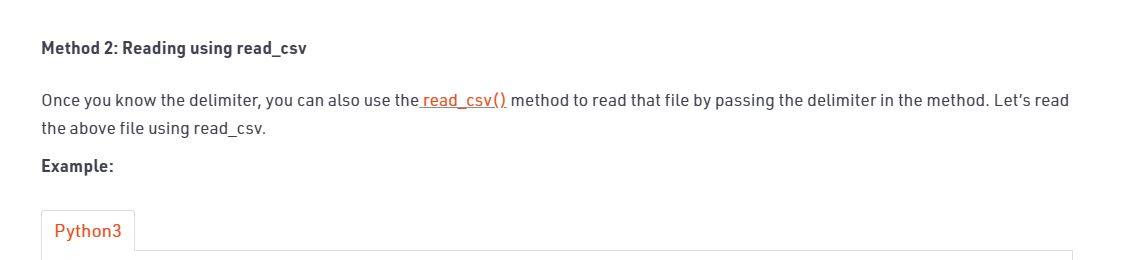 Method 2: Reading using read_csv
Once you know the delimiter, you can also use the read_csv() method to read that file by passing the delimiter in the method. Let’s read
the above file using read_csv.
Example:
Python3